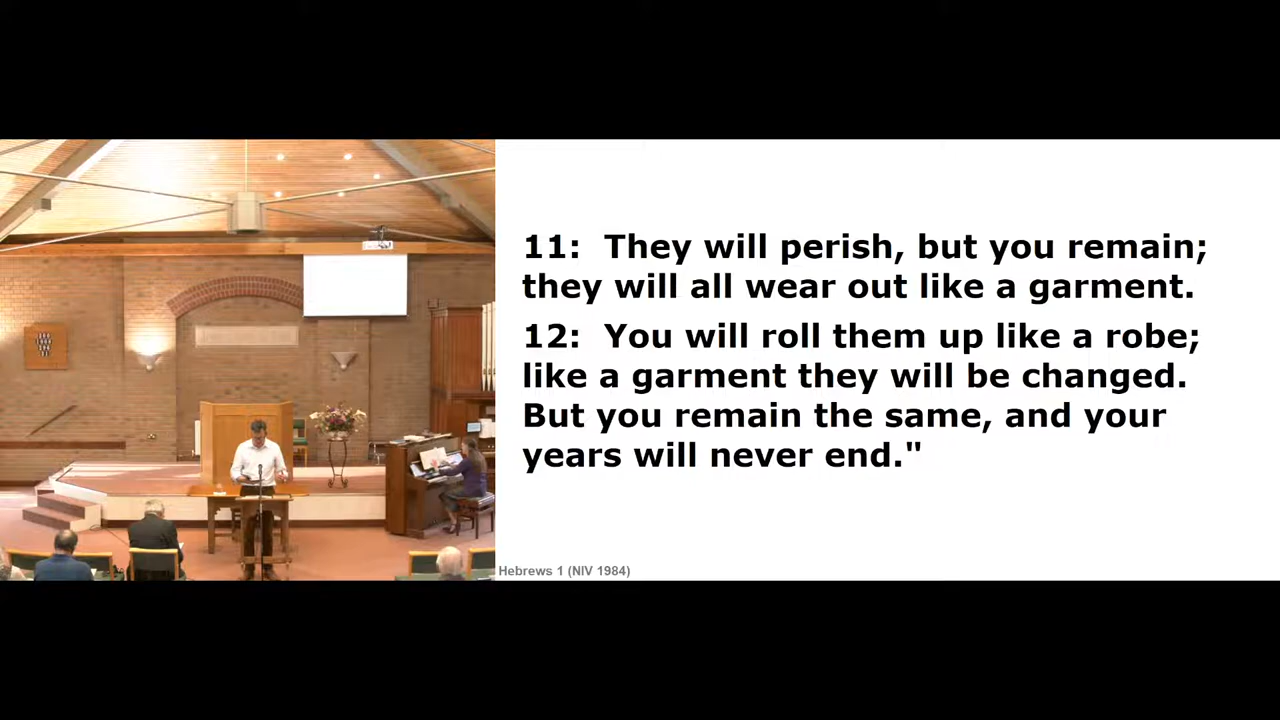 11:  They will perish, but you remain;
they will all wear out like a garment.
12:  You will roll them up like a robe;
like a garment they will be changed.
But you remain the same, and your
years will never end."
Hebrews 1 (NIV 1984)